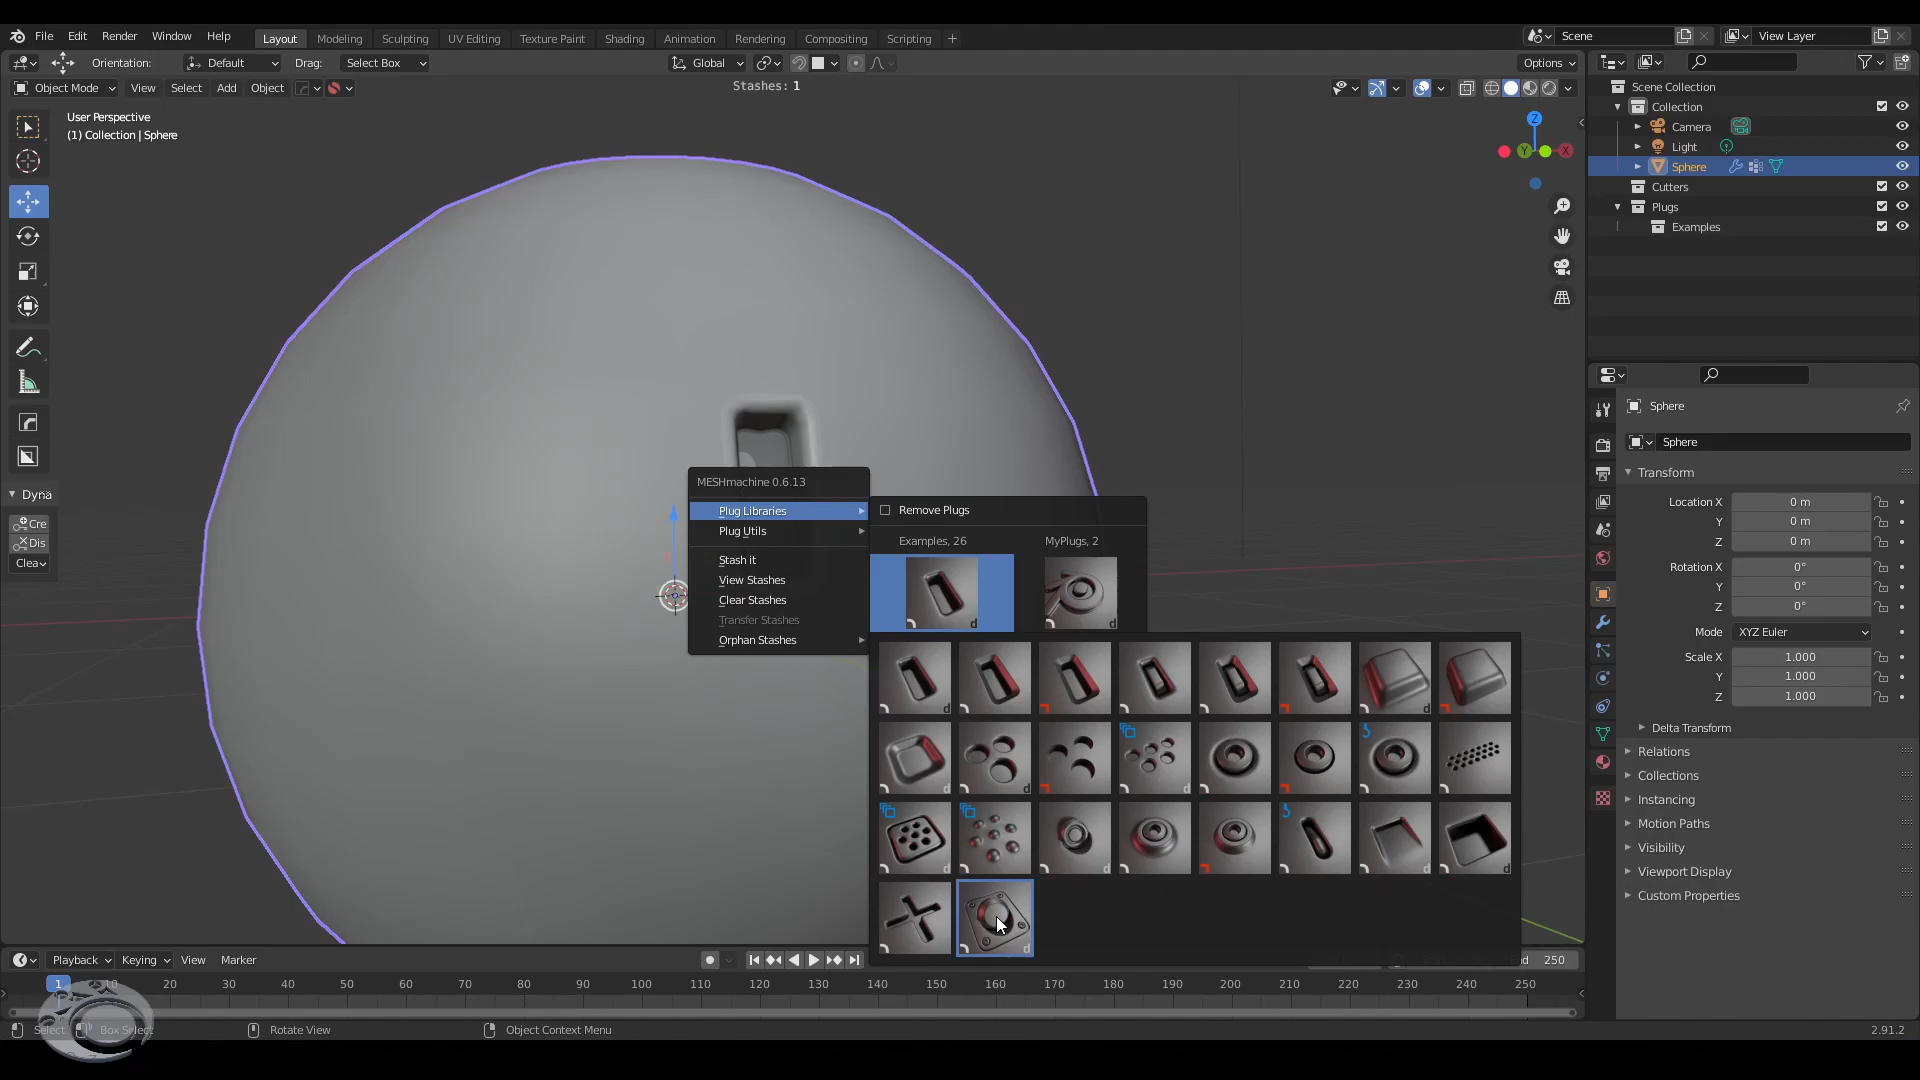 File Edit Render Window Help
Layout Modeling Sculpting UV Editing Texture Paint Shading Animation Rendering Compositing Scripting +
Scene
View Layer
Orientation: Default Drag: Select Box
Global
Options
Object Mode View Select Add Object
Stashes: 1
User Perspective
(1) Collection | Sphere
Z
Y
X
Dyna
Cre
Dis
Clea
MESHmachine 0.6.13
Plug Libraries
Plug Utils
Stash it
View Stashes
Clear Stashes
Transfer Stashes
Orphan Stashes
Remove Plugs
Examples, 26
MyPlugs, 2
Scene Collection
Collection
Camera
Light
Sphere
Cutters
Plugs
Examples
Sphere
Sphere
Transform
Location X 0 m
Y 0 m
Z 0 m
Rotation X 0°
Y 0°
Z 0°
Mode XYZ Euler
Scale X 1.000
Y 1.000
Z 1.000
Delta Transform
Relations
Collections
Instancing
Motion Paths
Visibility
Viewport Display
Custom Properties
Playback Keying View Marker
nd 250
1 10 20 30 40 50 60 70 80 90 100 110 120 130 140 150 160 170 180 190 200 210 220 230 240 250
Select Box Select Rotate View Object Context Menu
2.91.2